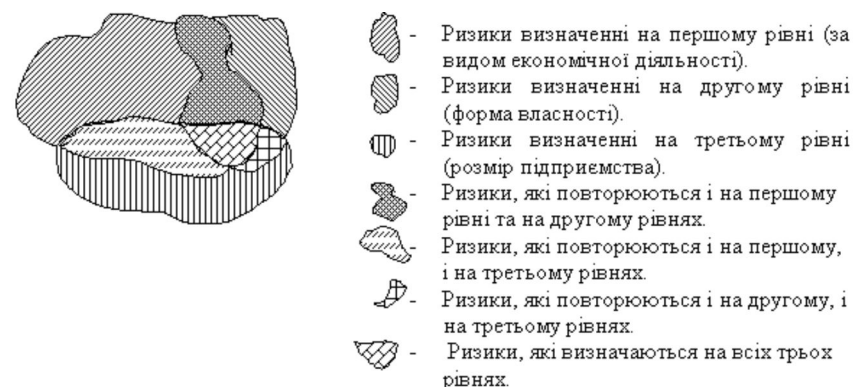 - Ризики визначенні на першому рівні (за
видом економічної діяльності).
- Ризики визначенні на другому рівні
(форма власності).
- Ризики визначенні на третьому рівні
(розмір підприємства).
- Ризики, які повторюються і на першому
рівні та на другому рівнях.
- Ризики, які повторюються і на першому,
і на третьому рівнях.
- Ризики, які повторюються і на другому, і
на третьому рівнях.
- Ризики, які визначаються на всіх трьох
рівнях.